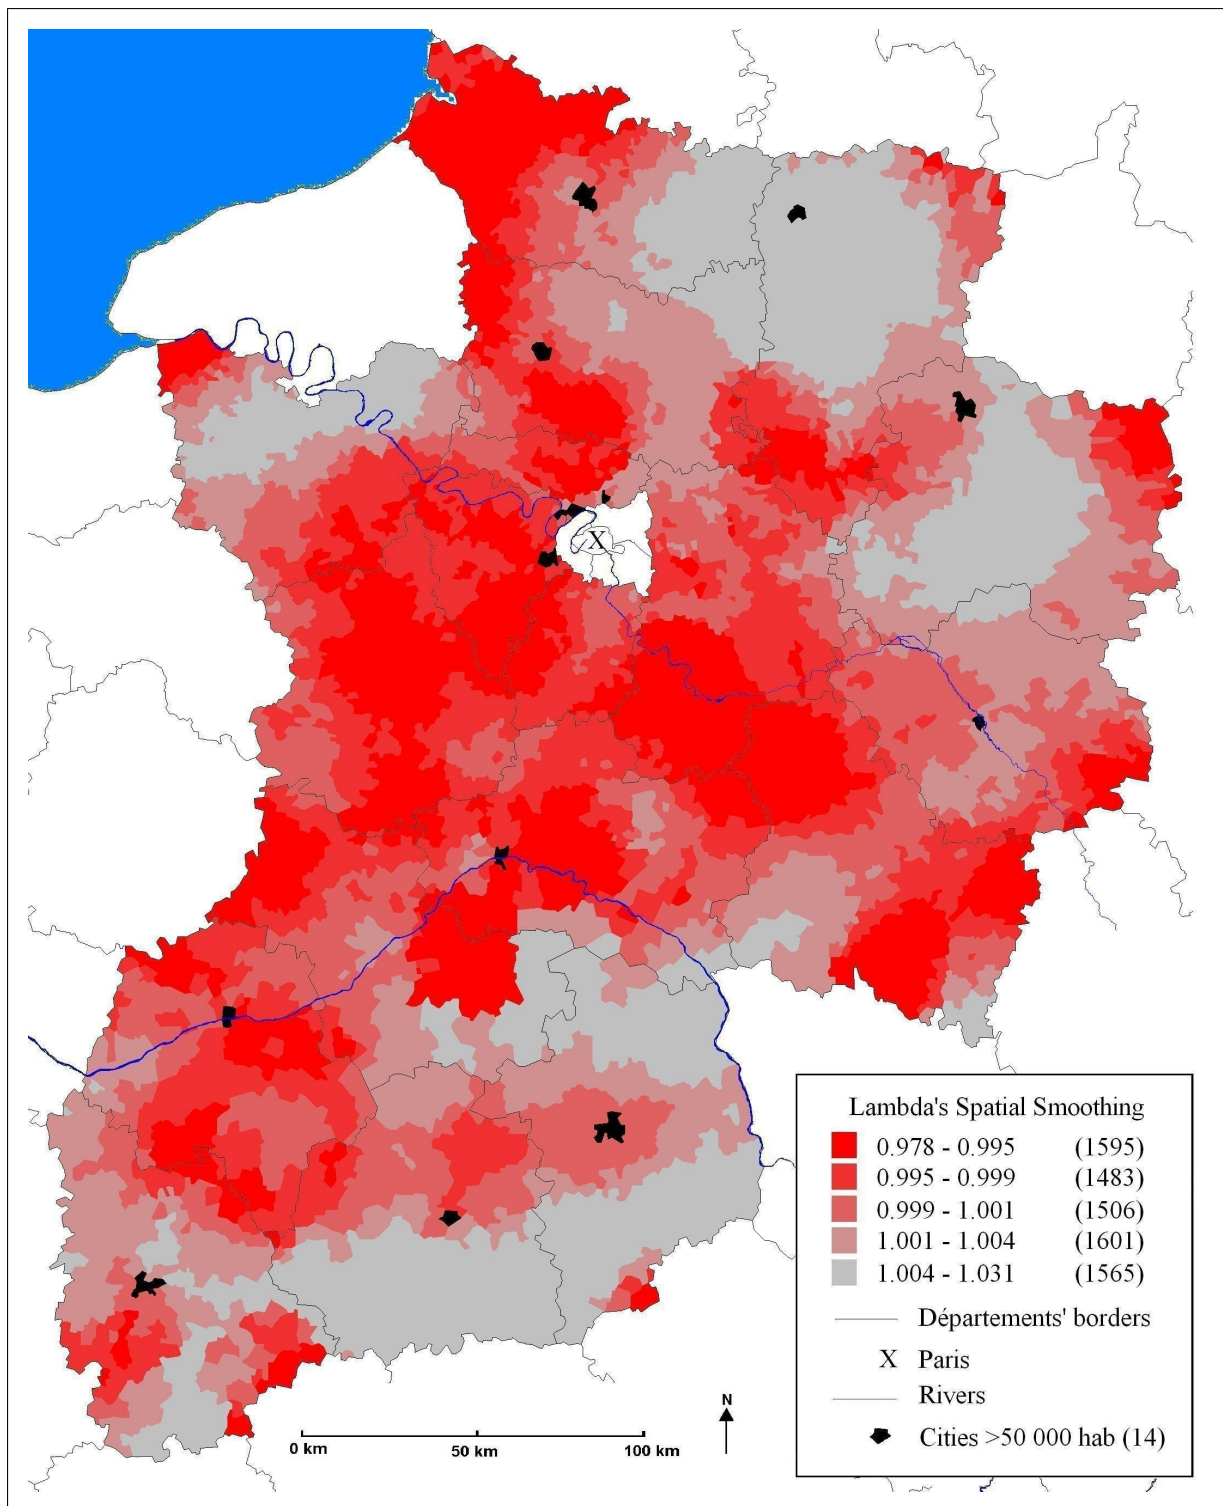 X
Lambda's Spatial Smoothing
0.978 - 0.995 (1595)
0.995 - 0.999 (1483)
0.999 - 1.001 (1506)
1.001 - 1.004 (1601)
1.004 - 1.031 (1565)
Départements' borders
X Paris
Rivers
Cities >50 000 hab (14)
N
0 km 50 km 100 km